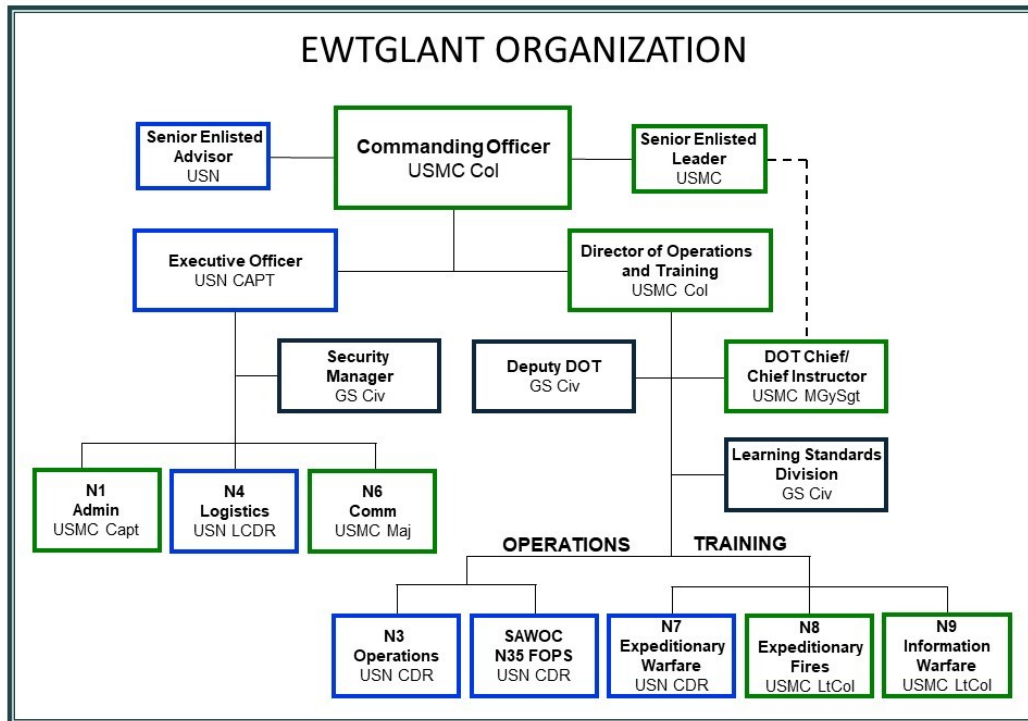 EWTGLANT ORGANIZATION
Senior Enlisted
Advisor
USN
Commanding Officer
USMC Col
Senior Enlisted
Leader
USMC
Executive Officer
USN CAPT
Director of Operations
and Training
USMC Col
Security
Manager
GS Civ
Deputy DOT
GS Civ
DOT Chief/
Chief Instructor
USMC MGySgt
N1
Admin
USMC Capt
N4
Logistics
USN LCDR
N6
Comm
USMC Maj
Learning Standards
Division
GS Civ
OPERATIONS
TRAINING
N3
Operations
USN CDR
SAWOC
N35 FOPS
USN CDR
N7
Expeditionary
Warfare
USN CDR
N8
Expeditionary
Fires
USMC LtCol
N9
Information
Warfare
USMC LtCol